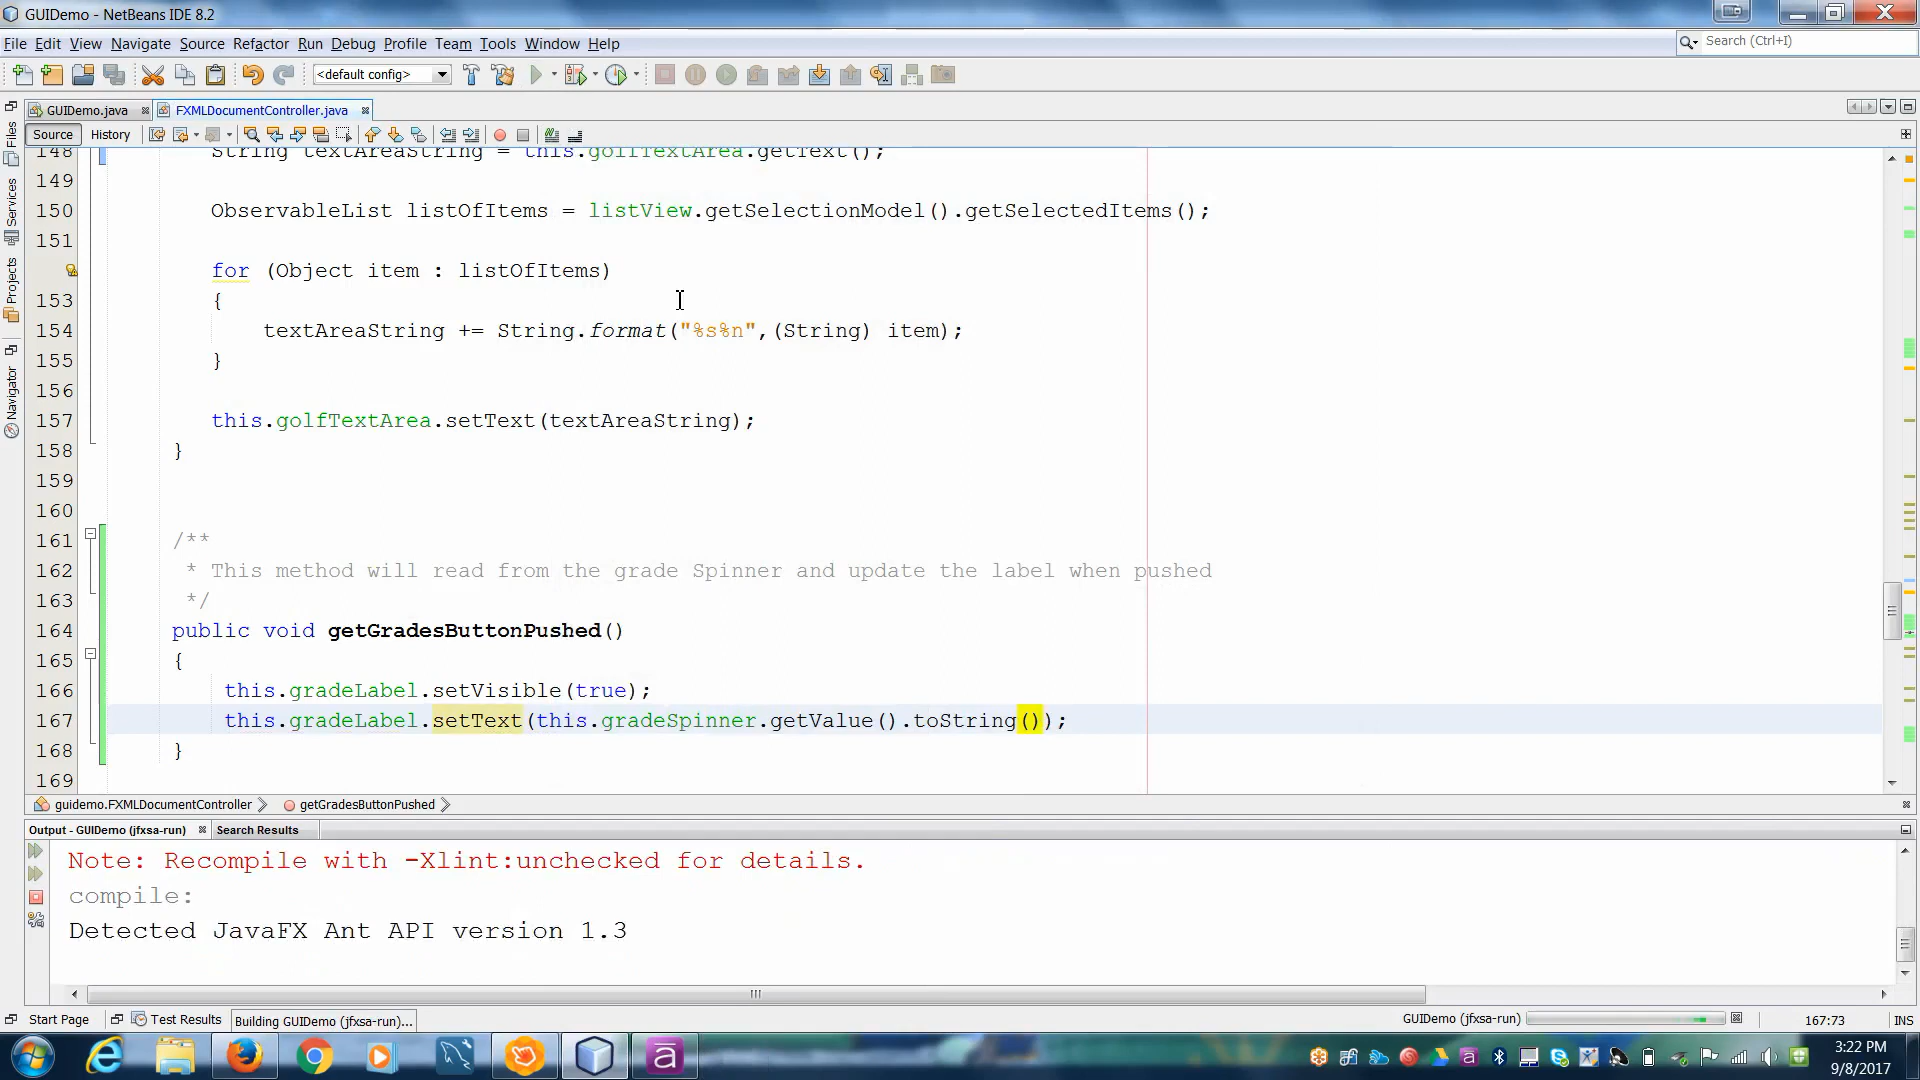 GUIDemo - NetBeans IDE 8.2
File Edit View Navigate Source Refactor Run Debug Profile Team Tools Window Help
Search (Ctrl+I)
<default config>
GUIDemo.java FXMLDocumentController.java
Source History
Files
Services
Projects
Navigator
148 String textAreaString = this.golfTextArea.getText();
149
150 ObservableList listOfItems = listView.getSelectionModel().getSelectedItems();
151
for (Object item : listOfItems)
153 {
154 textAreaString += String.format("%s%n",(String) item);
155 }
156
157 this.golfTextArea.setText(textAreaString);
158 }
159
160
161 /**
162 * This method will read from the grade Spinner and update the label when pushed
163 */
164 public void getGradesButtonPushed()
165 {
166 this.gradeLabel.setVisible(true);
167 this.gradeLabel.setText(this.gradeSpinner.getValue().toString());
168 }
169
guidemo.FXMLDocumentController getGradesButtonPushed
Output - GUIDemo (jfxsa-run) Search Results
Note: Recompile with -Xlint:unchecked for details.
compile:
Detected JavaFX Ant API version 1.3
Start Page Test Results Building GUIDemo (jfxsa-run)... GUIDemo (jfxsa-run) 167:73 INS
3:22 PM
9/8/2017